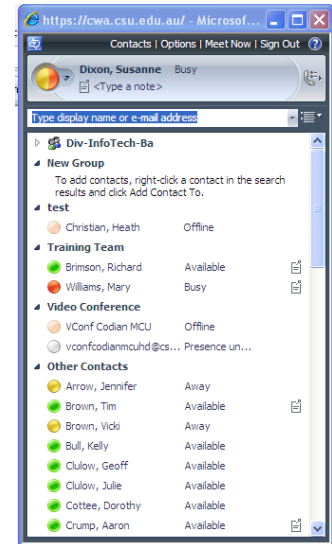 https://cwa.csu.edu.au/ - Microsof...
Contacts | Options | Meet Now | Sign Out
Dixon, Susanne Busy
<Type a note>
Type display name or e-mail address
Div-InfoTech-Ba
New Group
To add contacts, right-click a contact in the search
results and click Add Contact To.
test
Christian, Heath Offline
Training Team
Brimson, Richard Available
Williams, Mary Busy
Video Conference
VConf Codian MCU Offline
vconfcodianmcuhd@cs... Presence un...
Other Contacts
Arrow, Jennifer Away
Brown, Tim Available
Brown, Vicki Away
Bull, Kelly Available
Clulow, Geoff Available
Clulow, Julie Available
Cottee, Dorothy Available
Crump, Aaron Available